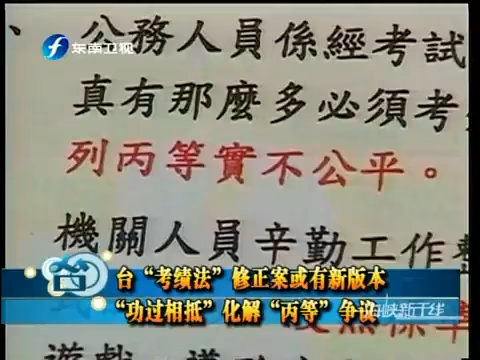 东南卫视
、公務人員係經考試
真有那麼多必須考
列丙等實不公平。
機關人員辛勤工作整
台
台“考绩法”修正案或有新版本
“功过相抵”化解“丙等”争议
海峡新干线